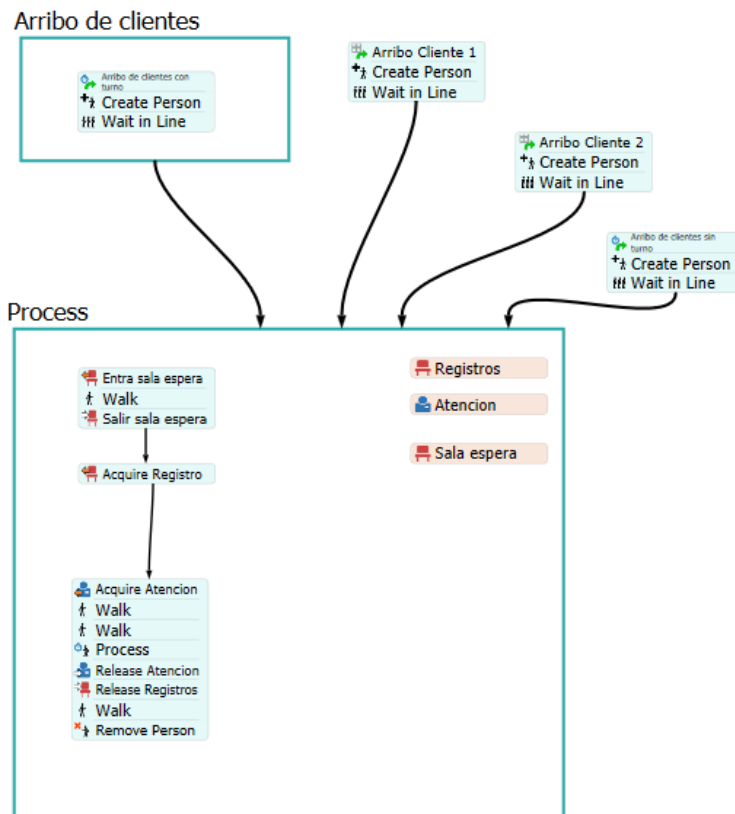 Arribo de clientes
Arribo de clientes con
turno
Create Person
Wait in Line
Arribo Cliente 1
Create Person
Wait in Line
Arribo Cliente 2
Create Person
Wait in Line
Arribo de clientes sin
turno
Create Person
Wait in Line
Process
Entra sala espera
Walk
Salir sala espera
Acquire Registro
Acquire Atencion
Walk
Walk
Process
Release Atencion
Release Registros
Walk
Remove Person
Registros
Atencion
Sala espera